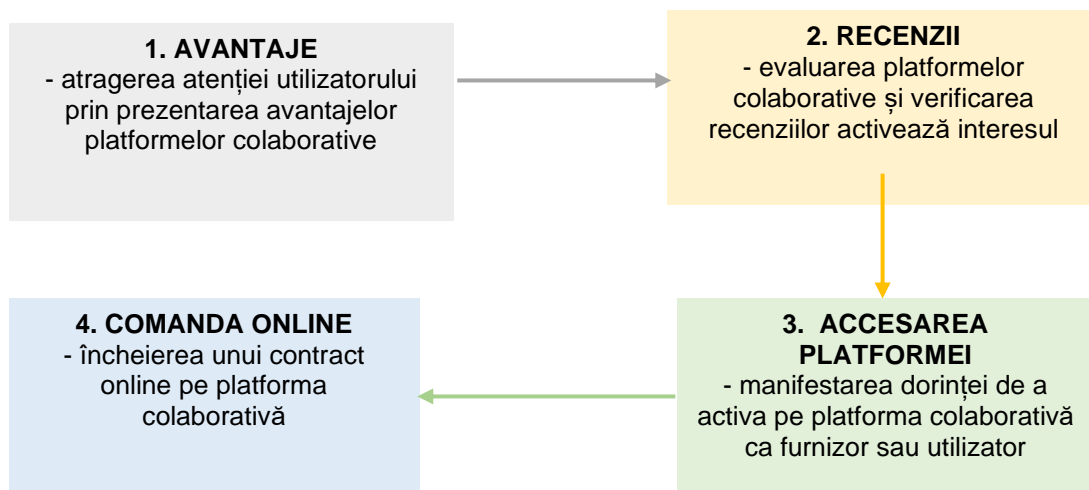 1. AVANTAJE
- atragerea atenției utilizatorului
prin prezentarea avantajelor
platformelor colaborative
2. RECENZII
- evaluarea platformelor
colaborative și verificarea
recenziilor activează interesul
3. ACCESAREA
PLATFORMEI
- manifestarea dorinței de a
activa pe platforma colaborativă
ca furnizor sau utilizator
4. COMANDA ONLINE
- încheierea unui contract
online pe platforma
colaborativă